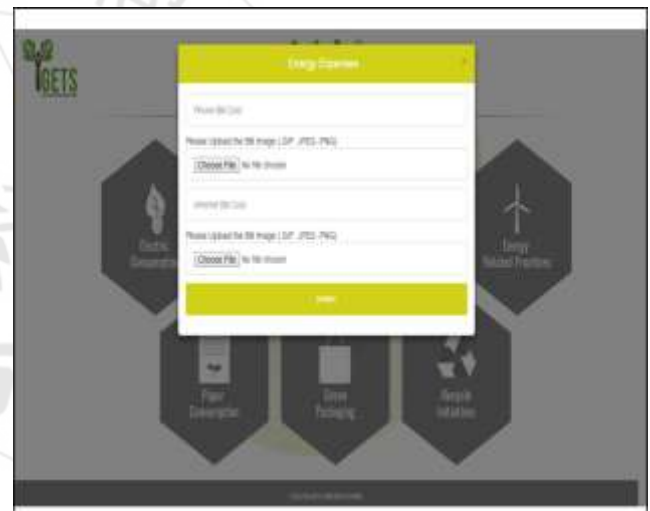 GETS
Energy Expenses
Phone Bill Cost
Please Upload the Bill Image (.GIF .JPEG .PNG)
Choose File No file chosen
Internet Bill Cost
Please Upload the Bill Image (.GIF .JPEG .PNG)
Choose File No file chosen
Electric
Consumption
Energy
Related Practices
Paper
Consumption
Green
Packaging
Recycle
Initiatives